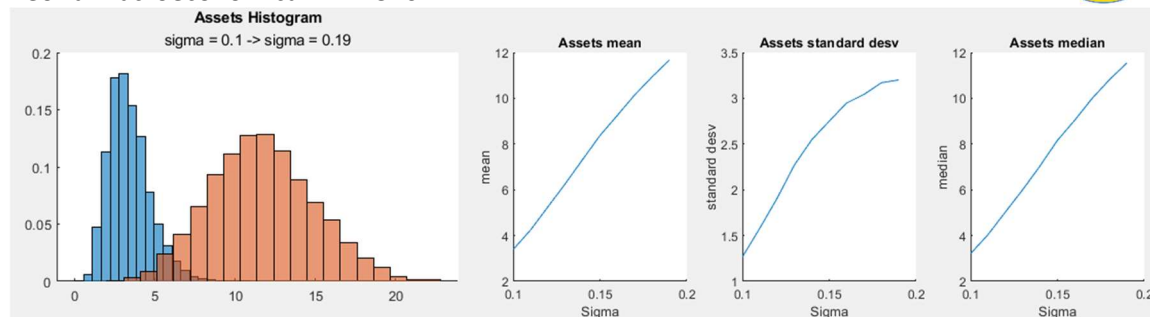 Assets Histogram
sigma = 0.1 -> sigma = 0.19
0.2
0.15
0.1
0.05
0
0 5 10 15 20
Assets mean
mean
12
10
8
6
4
2
0.1 0.15 0.2
Sigma
Assets standard desv
standard desv
3.5
3
2.5
2
1.5
1
0.1 0.15 0.2
Sigma
Assets median
median
12
10
8
6
4
2
0.1 0.15 0.2
Sigma